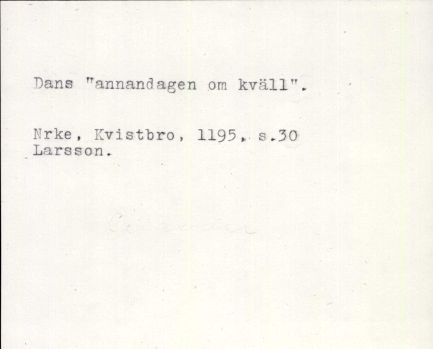 Dans "annandagen om kväll".
Nrke, Kvistbro, 1195, s.30
Larsson.